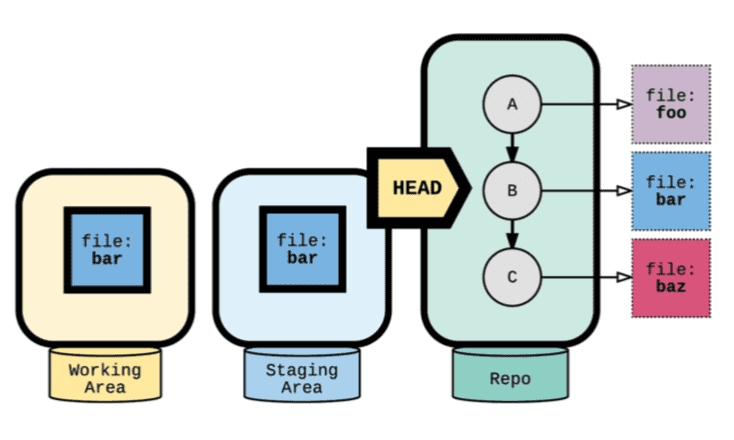 A
file:
foo
HEAD
B
file:
bar
file:
bar
file:
bar
C
file:
baz
Working
Area
Staging
Area
Repo